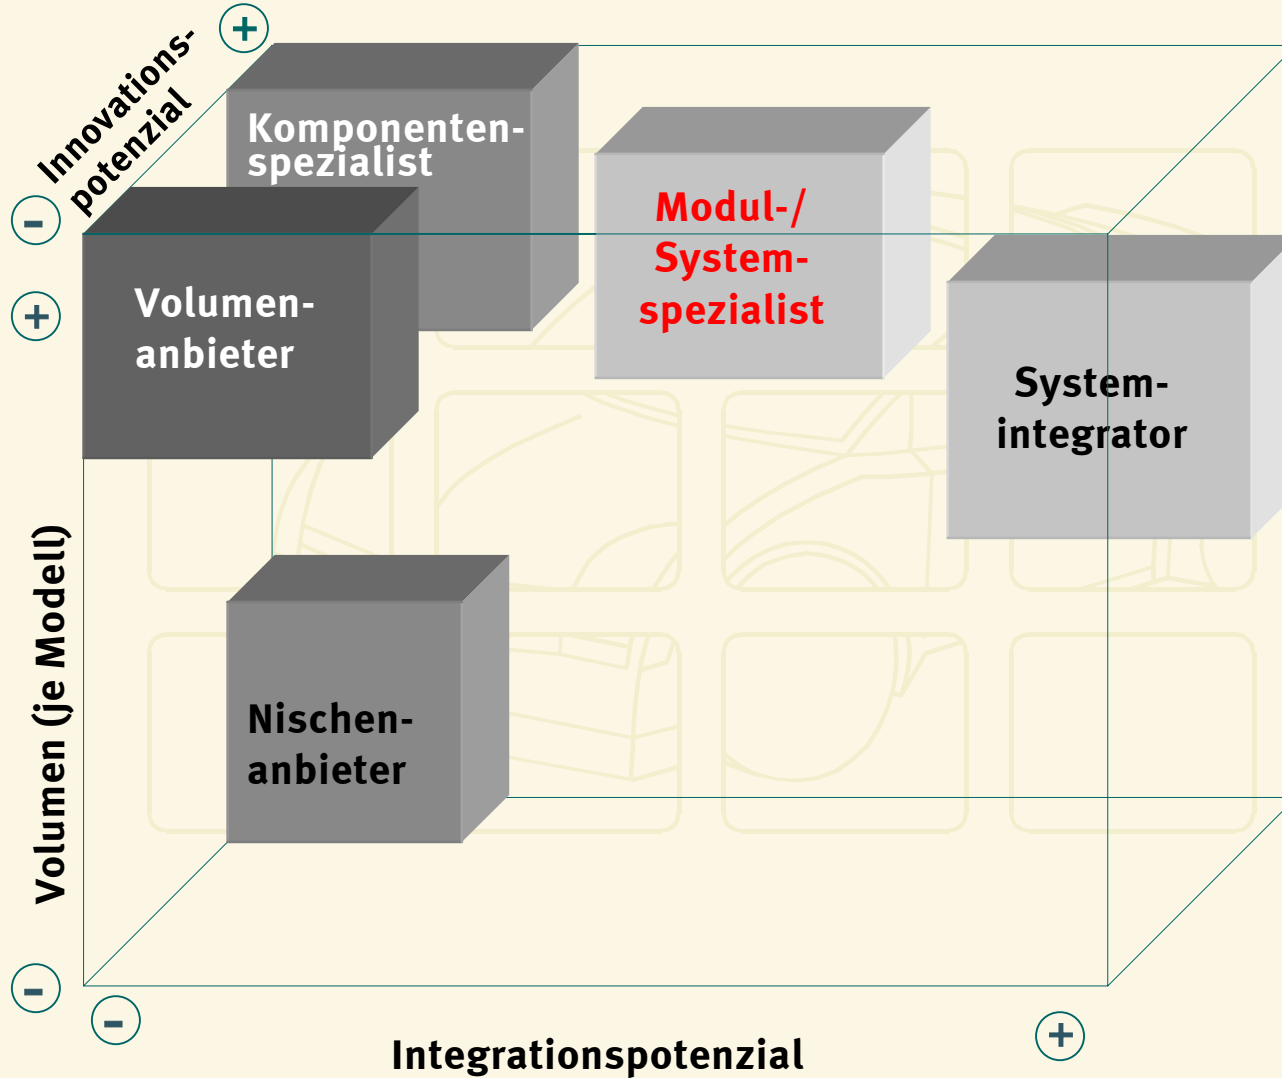 +
Innovations-
potenzial
-
+
Komponenten-
spezialist
Modul-/
System-
spezialist
Volumen-
anbieter
System-
integrator
Volumen (je Modell)
Nischen-
anbieter
-
-
+
Integrationspotenzial